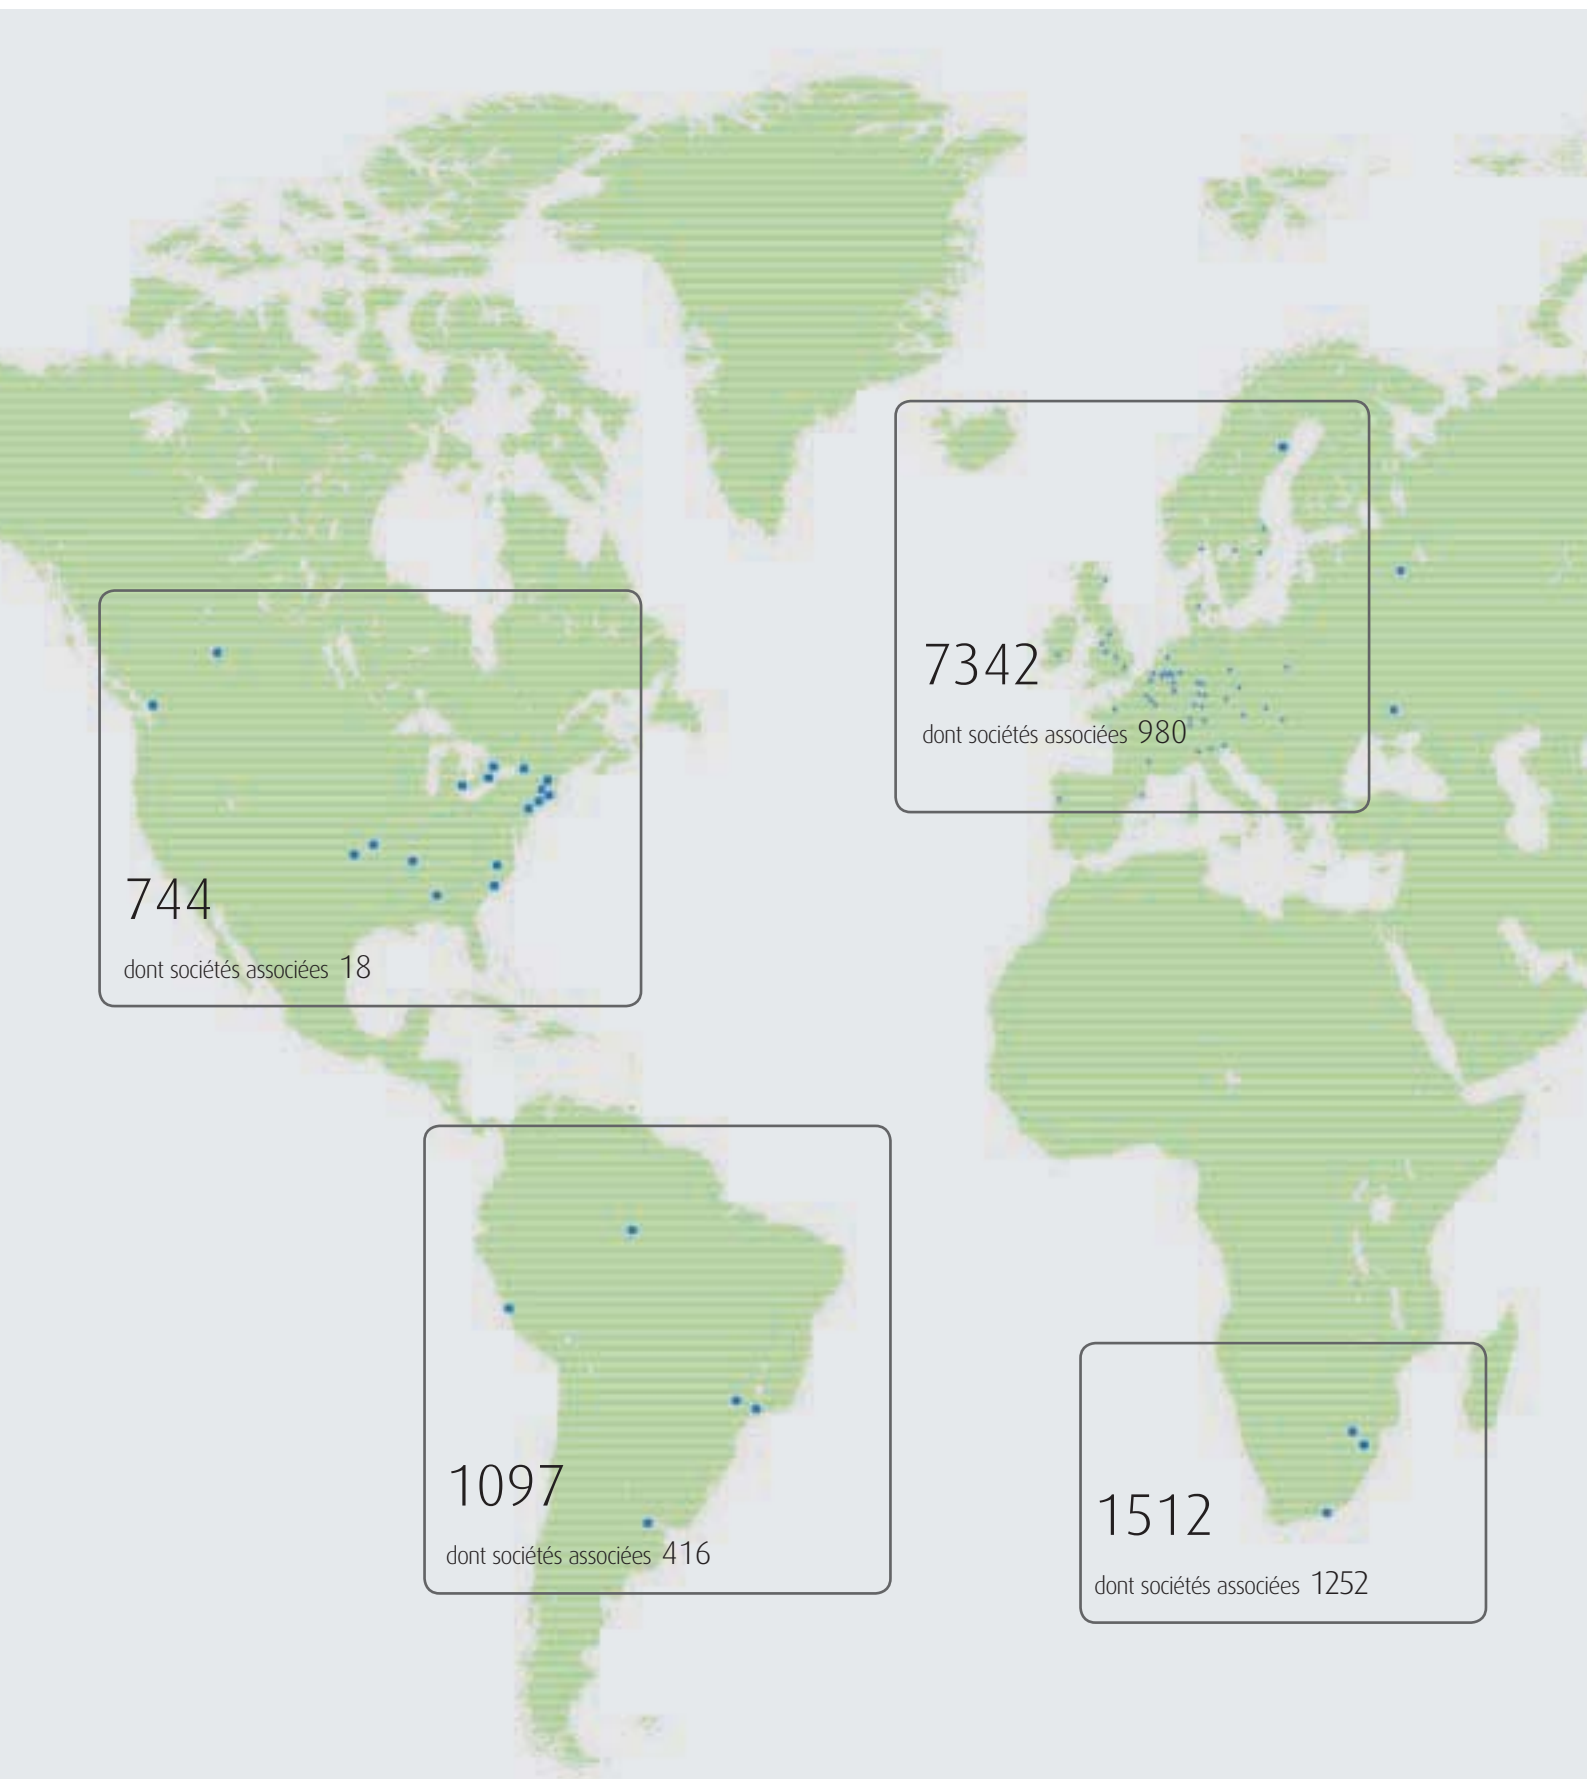 7342
dont sociétés associées 980
744
dont sociétés associées 18
1097
dont sociétés associées 416
1512
dont sociétés associées 1252